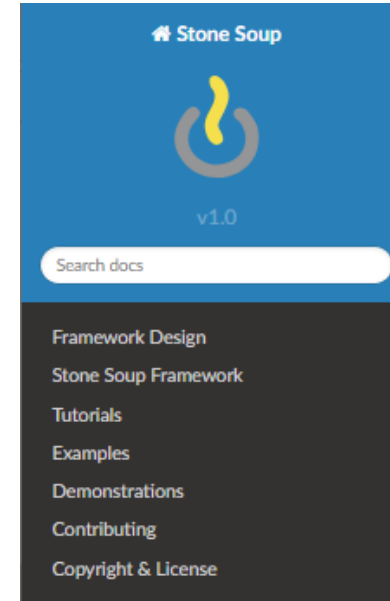 Stone Soup
v1.0
Search docs
Framework Design
Stone Soup Framework
Tutorials
Examples
Demonstrations
Contributing
Copyright & License